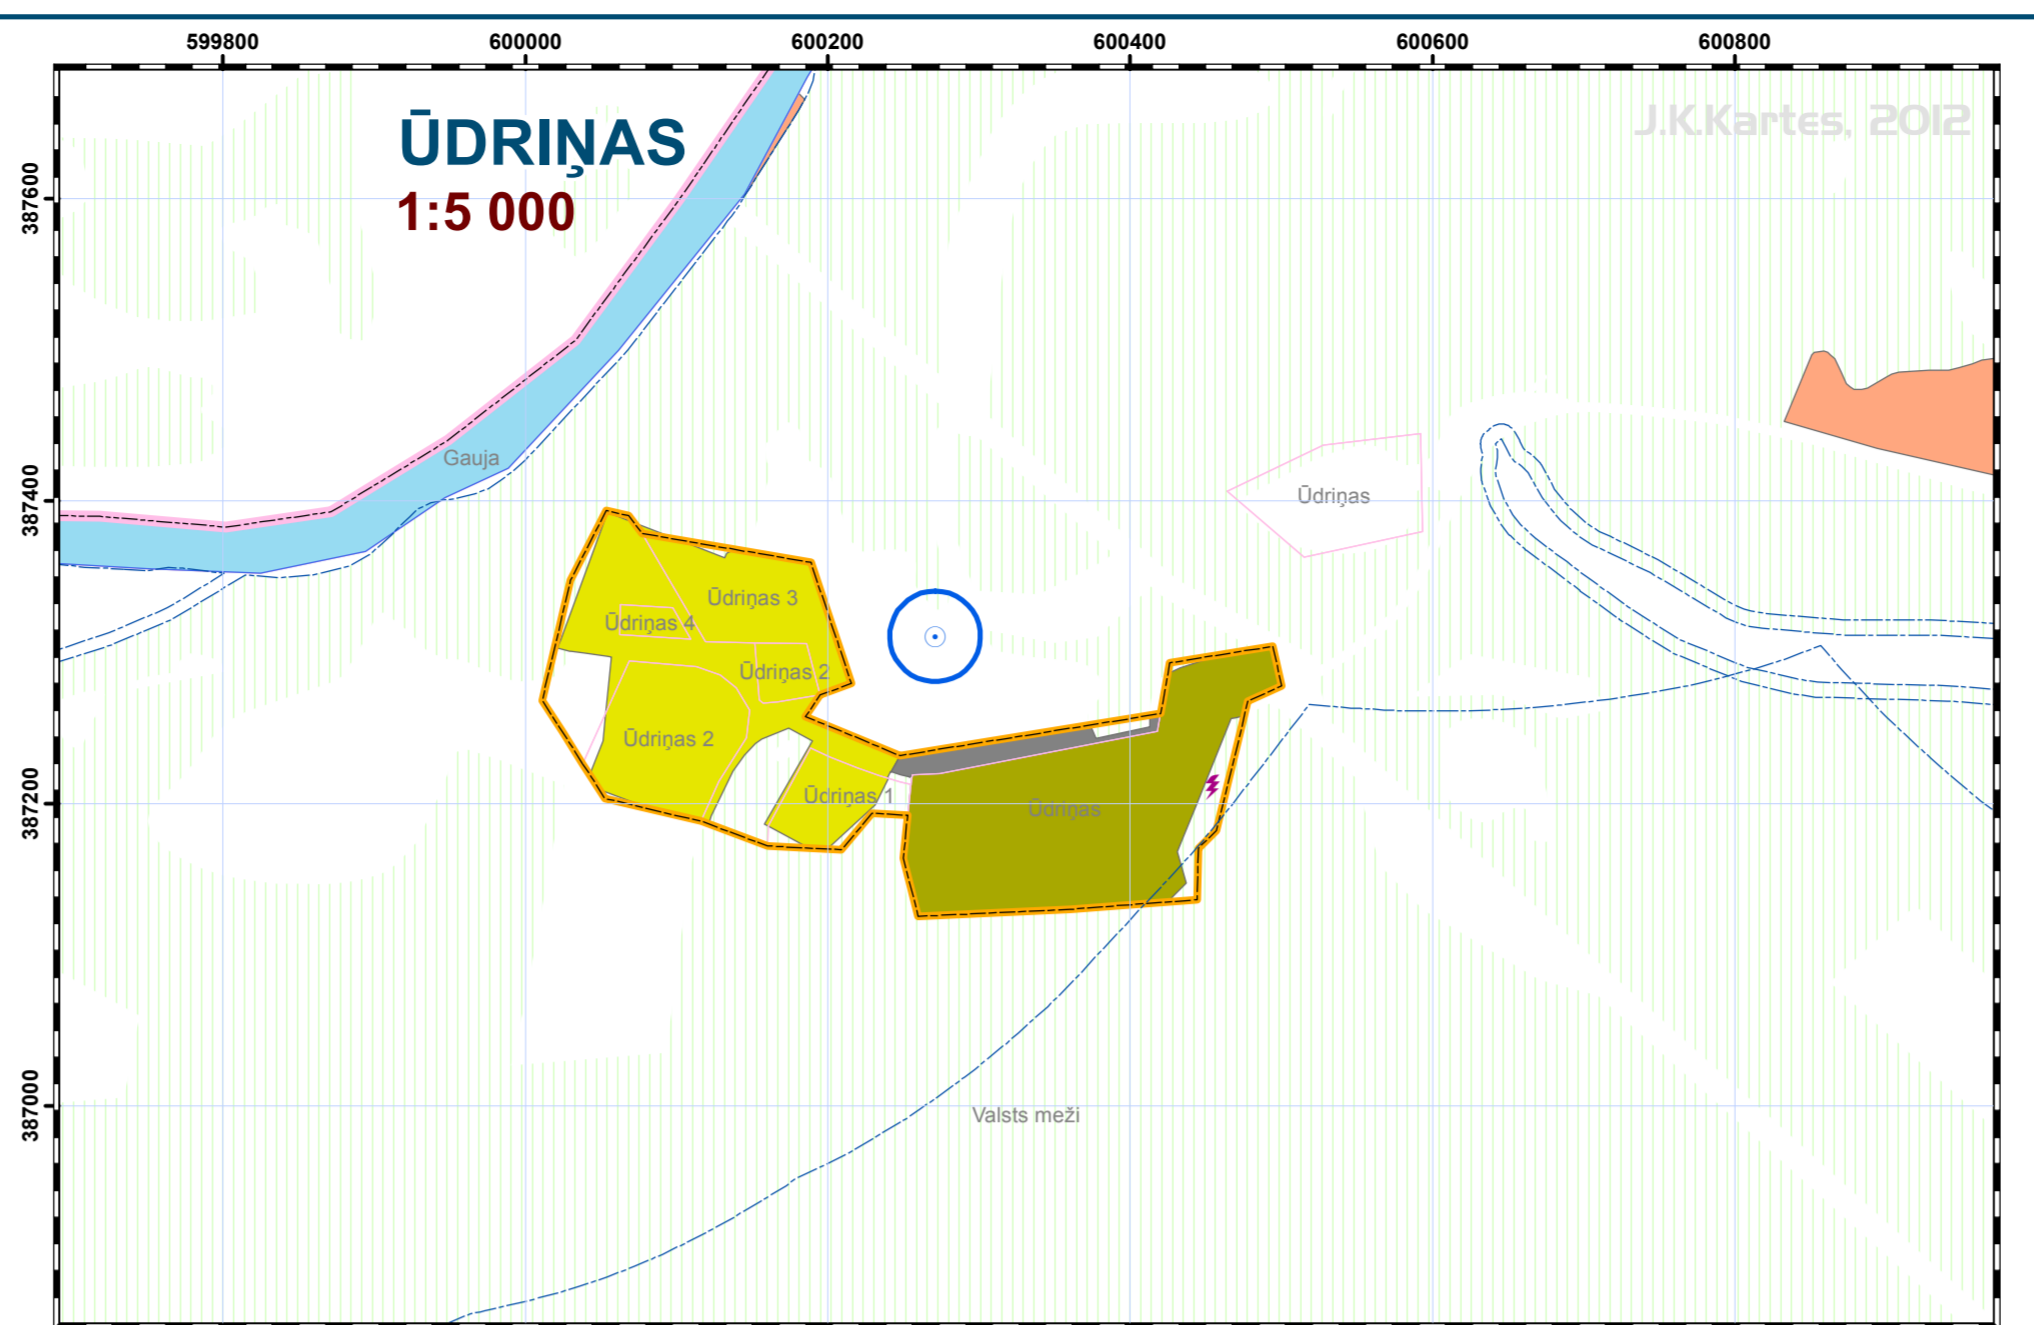 599800 600000 600200 600400 600600 600800
ŪDRIŅAS
1:5 000
J.K.Kartes, 2012
387600
Gauja
387400
Ūdriņas
Ūdriņas 3
Ūdriņas 4
Ūdriņas 2
Ūdriņas 2
Ūdriņas 1
Ūdriņas
387200
387000
Valsts meži